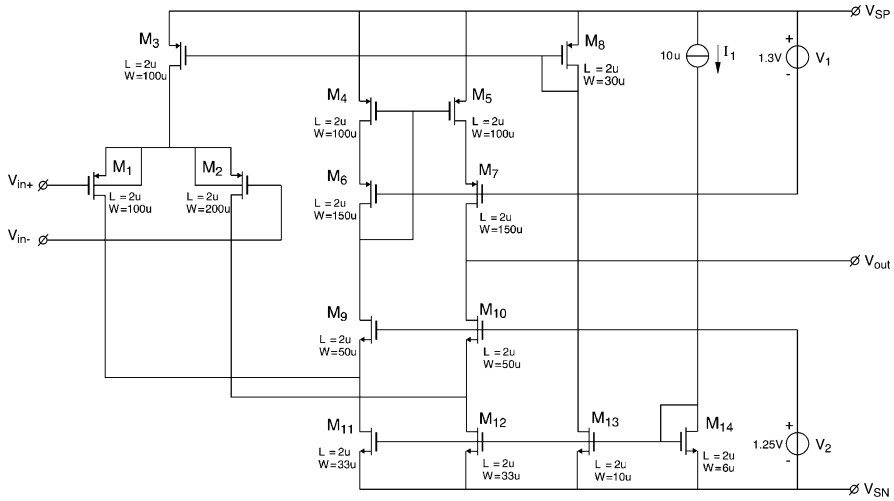 VSP
M3
L = 2u
W=100u
M8
L = 2u
W=30u
10u
I1
+
1.3V
V1
-
M4
L = 2u
W=100u
M5
L = 2u
W=100u
M1
Vin+
L = 2u
W=100u
M2
L = 2u
W=200u
M6
L = 2u
W=150u
M7
L = 2u
W=150u
Vin-
Vout
M9
L = 2u
W=50u
M10
L = 2u
W=50u
M11
L = 2u
W=33u
M12
L = 2u
W=33u
M13
L = 2u
W=10u
M14
L = 2u
W=6u
+
1.25V
V2
-
VSN